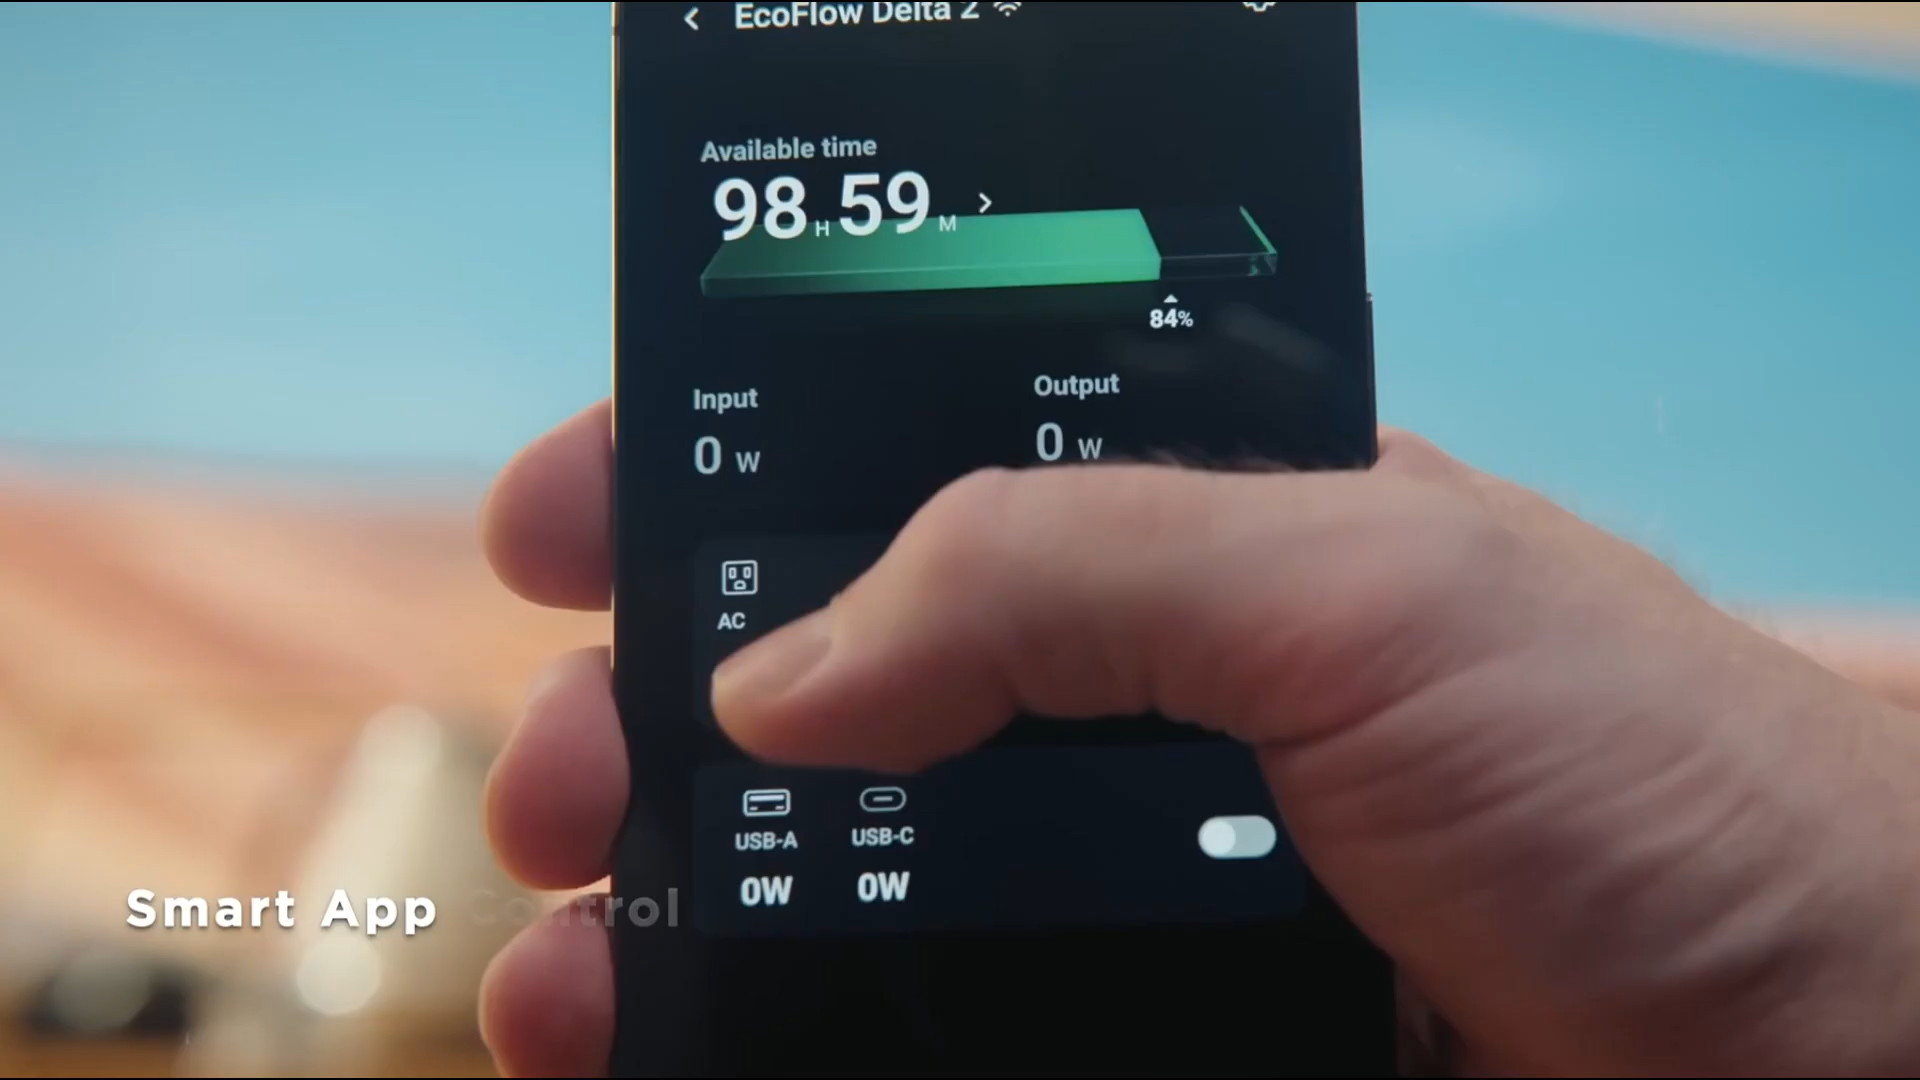 EcoFlow Delta 2
Available time
98 H 59 M
84%
Input
Output
0 W
0 W
AC
USB-A
USB-C
0W
0W
Smart App Control